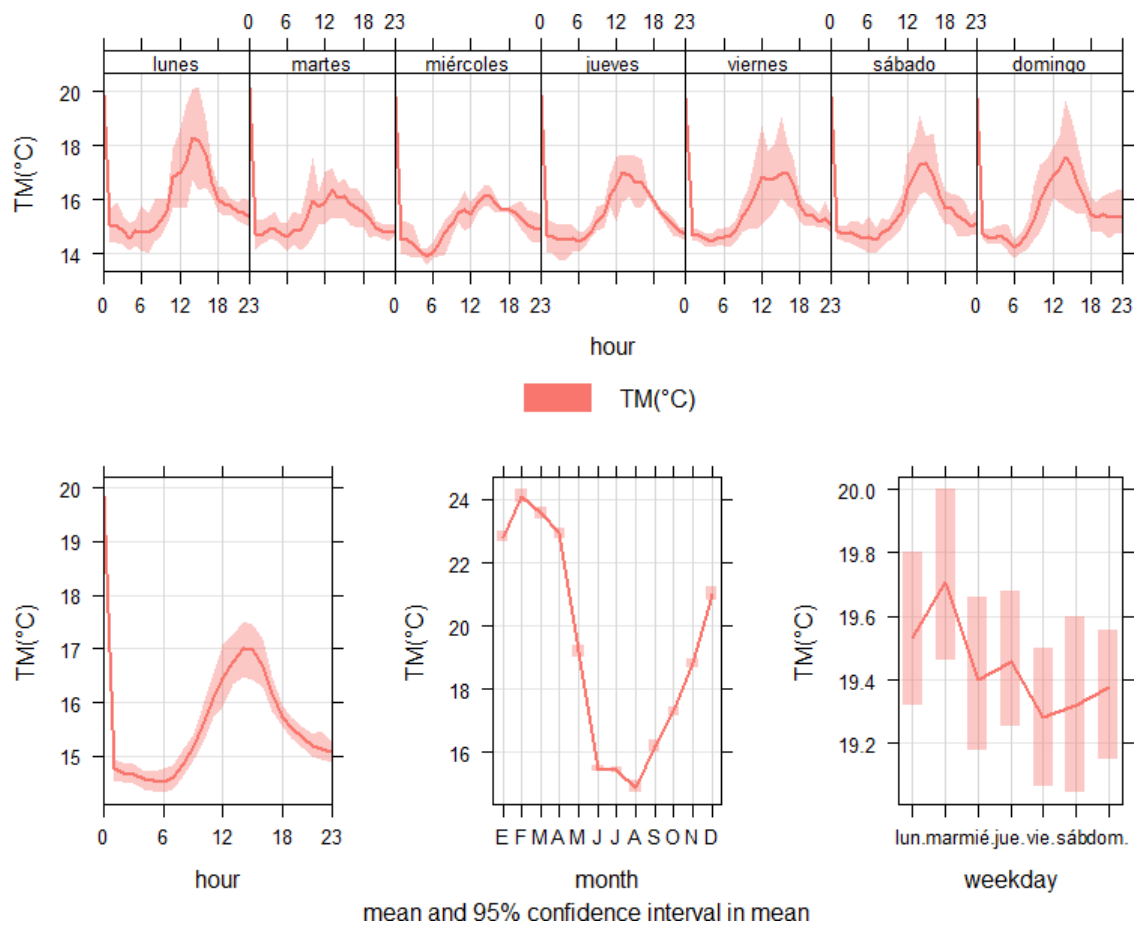 0 6 12 18 23 0 6 12 18 23 0 6 12 18 23
lunes martes miércoles jueves viernes sábado domingo
20
18
16
14
TM(°C)
0 6 12 18 0 6 12 18 23 0 6 12 18 23 0 6 12 18 23
hour
TM(°C)
20
19
18
17
16
15
TM(°C)
0 6 12 18 23
hour
24
22
20
18
16
TM(°C)
E F M A M J J A S O N D
month
20.0
19.8
19.6
19.4
19.2
TM(°C)
lun.marmié.jue.vie.sábdom.
weekday
mean and 95% confidence interval in mean